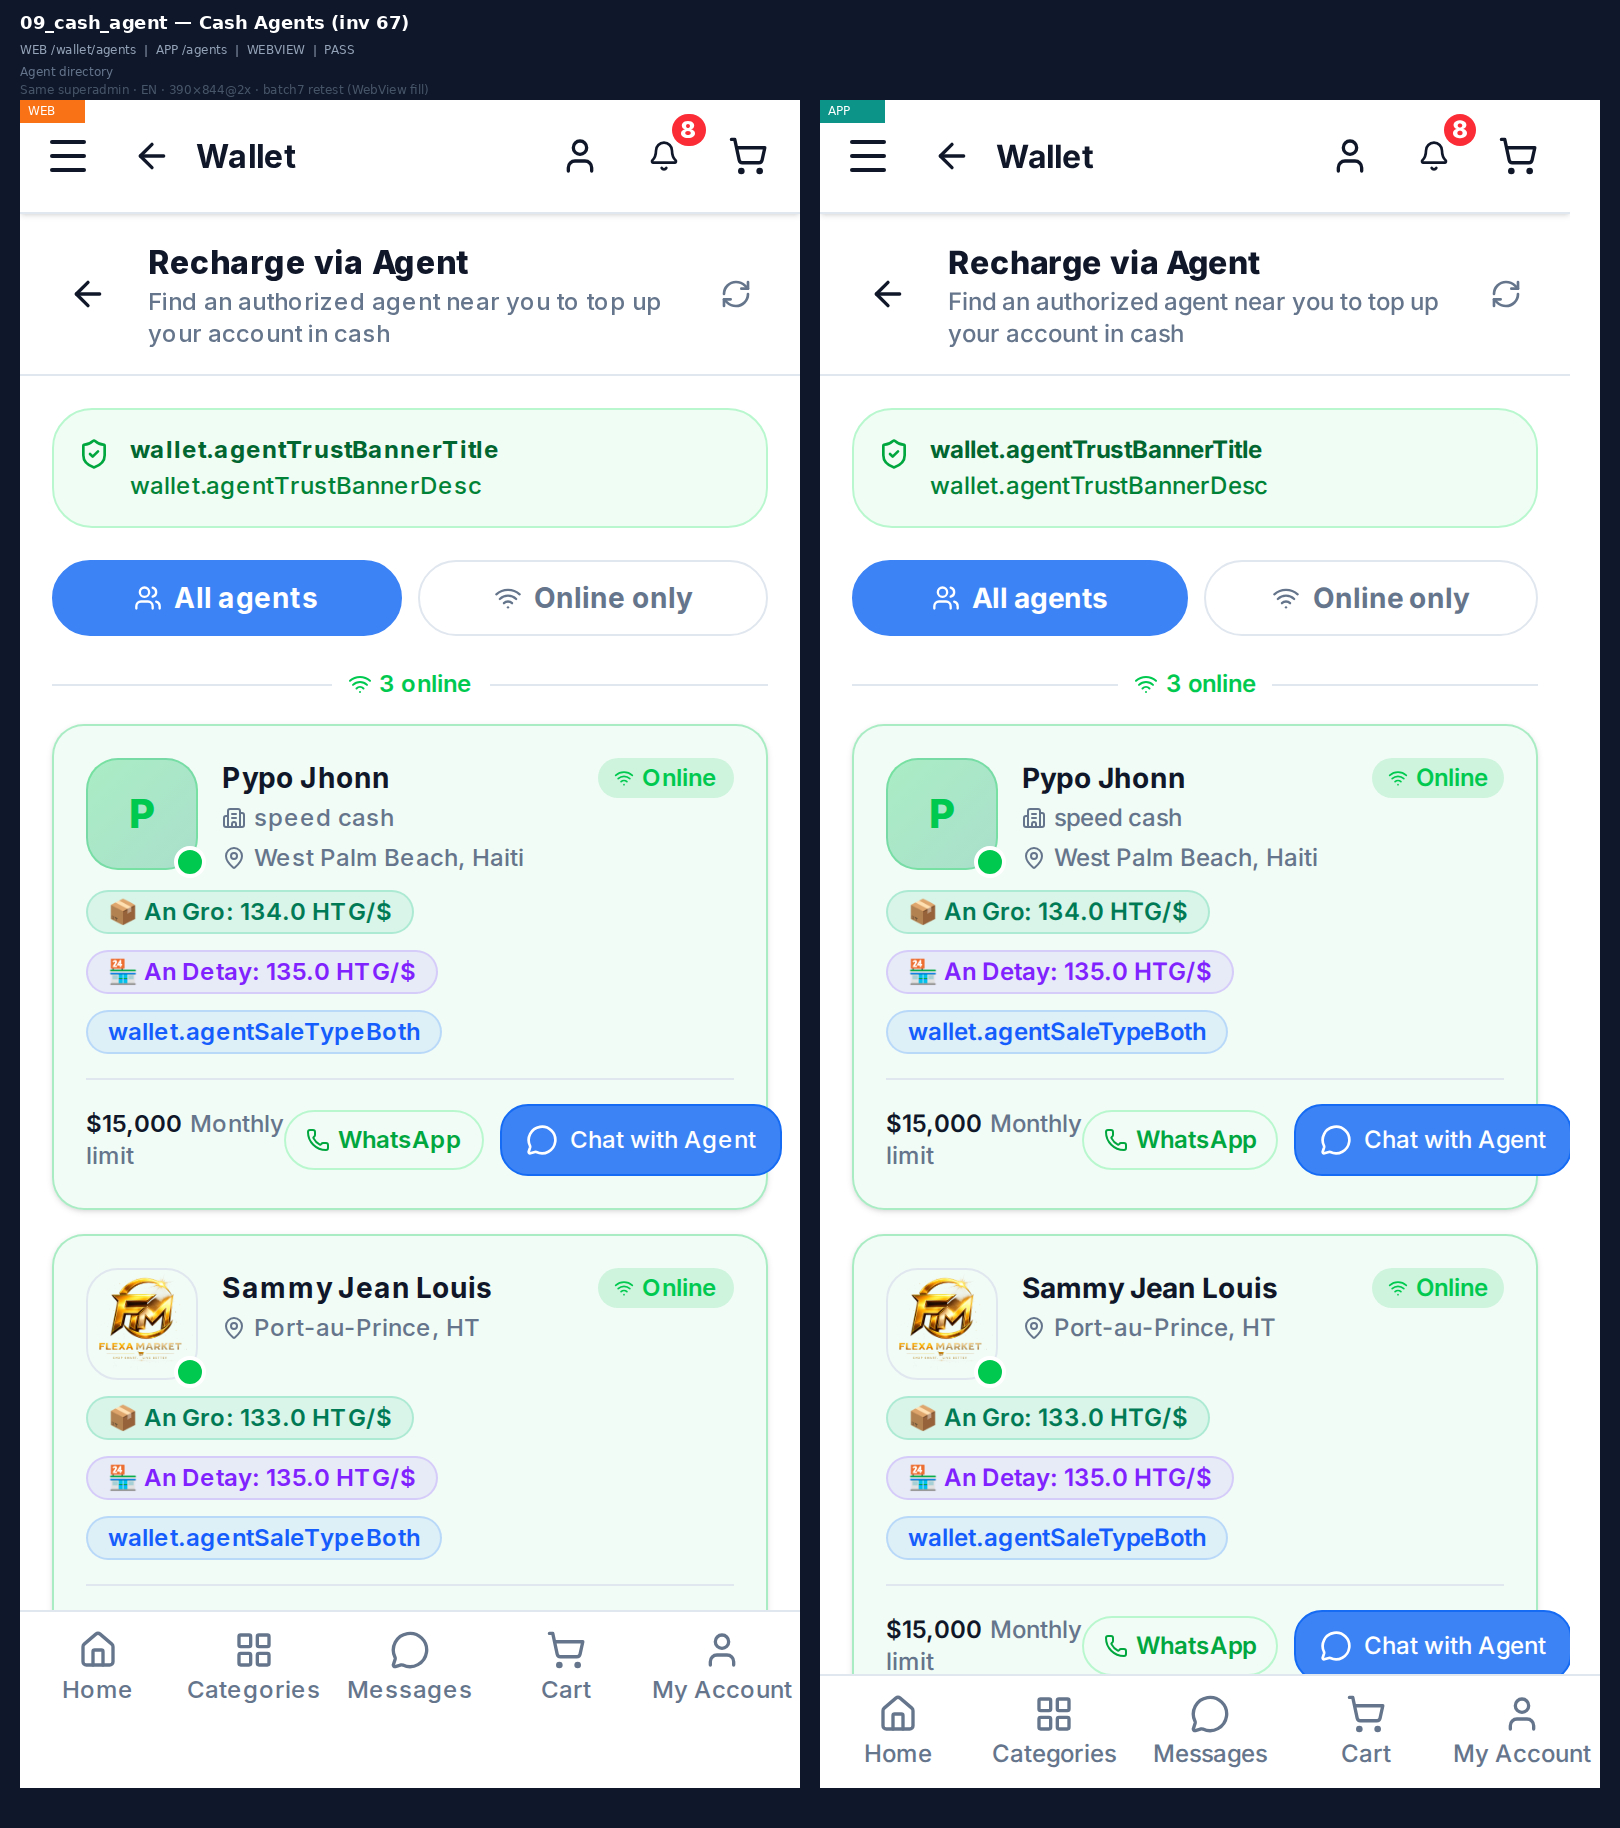 09_cash_agent — Cash Agents (inv 67)
WEB /wallet/agents | APP /agents | WEBVIEW | PASS
Agent directory
Same superadmin · EN · 390×844@2x · batch7 retest (WebView fill)
WEB
Wallet
8
Recharge via Agent
Find an authorized agent near you to top up
your account in cash
wallet.agentTrustBannerTitle
wallet.agentTrustBannerDesc
All agents
Online only
3 online
P
Pypo Jhonn
Online
speed cash
West Palm Beach, Haiti
An Gro: 134.0 HTG/$
An Detay: 135.0 HTG/$
wallet.agentSaleTypeBoth
$15,000 Monthly
limit
WhatsApp
Chat with Agent
FM
FLEXA MARKET
Sammy Jean Louis
Online
Port-au-Prince, HT
An Gro: 133.0 HTG/$
An Detay: 135.0 HTG/$
wallet.agentSaleTypeBoth
Home
Categories
Messages
Cart
My Account
APP
Wallet
8
Recharge via Agent
Find an authorized agent near you to top up
your account in cash
wallet.agentTrustBannerTitle
wallet.agentTrustBannerDesc
All agents
Online only
3 online
P
Pypo Jhonn
Online
speed cash
West Palm Beach, Haiti
An Gro: 134.0 HTG/$
An Detay: 135.0 HTG/$
wallet.agentSaleTypeBoth
$15,000 Monthly
limit
WhatsApp
Chat with Agent
FM
FLEXA MARKET
Sammy Jean Louis
Online
Port-au-Prince, HT
An Gro: 133.0 HTG/$
An Detay: 135.0 HTG/$
wallet.agentSaleTypeBoth
$15,000 Monthly
limit
WhatsApp
Chat with Agent
Home
Categories
Messages
Cart
My Account